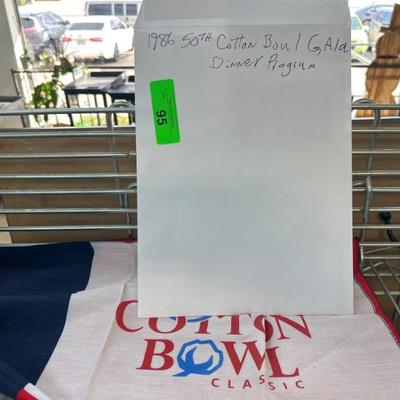 1986 50TH Cotton Bowl GAla
Dinner Program
95
COTTON
BOWL
CLASSIC